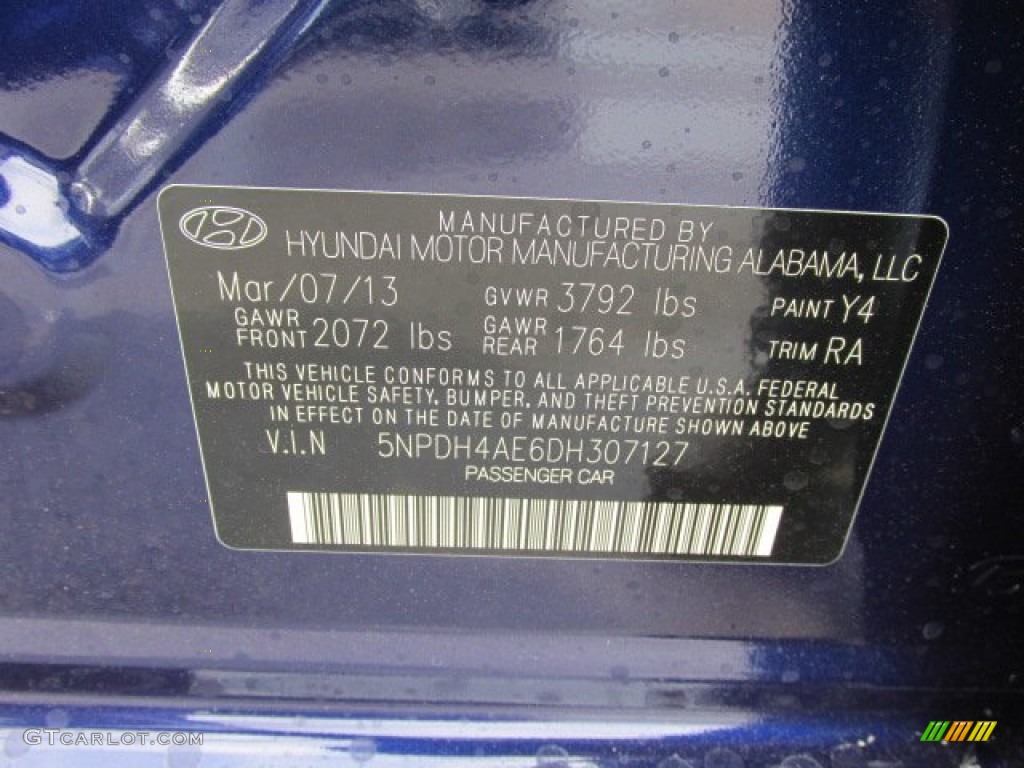 MANUFACTURED BY
HYUNDAI MOTOR MANUFACTURING ALABAMA, LLC
Mar/07/13 GVWR 3792 lbs PAINT Y4
GAWR FRONT 2072 lbs GAWR REAR 1764 lbs TRIM RA
THIS VEHICLE CONFORMS TO ALL APPLICABLE U.S.A. FEDERAL
MOTOR VEHICLE SAFETY, BUMPER, AND THEFT PREVENTION STANDARDS
IN EFFECT ON THE DATE OF MANUFACTURE SHOWN ABOVE
V.I.N 5NPDH4AE6DH307127
PASSENGER CAR
GTCARLOT.COM